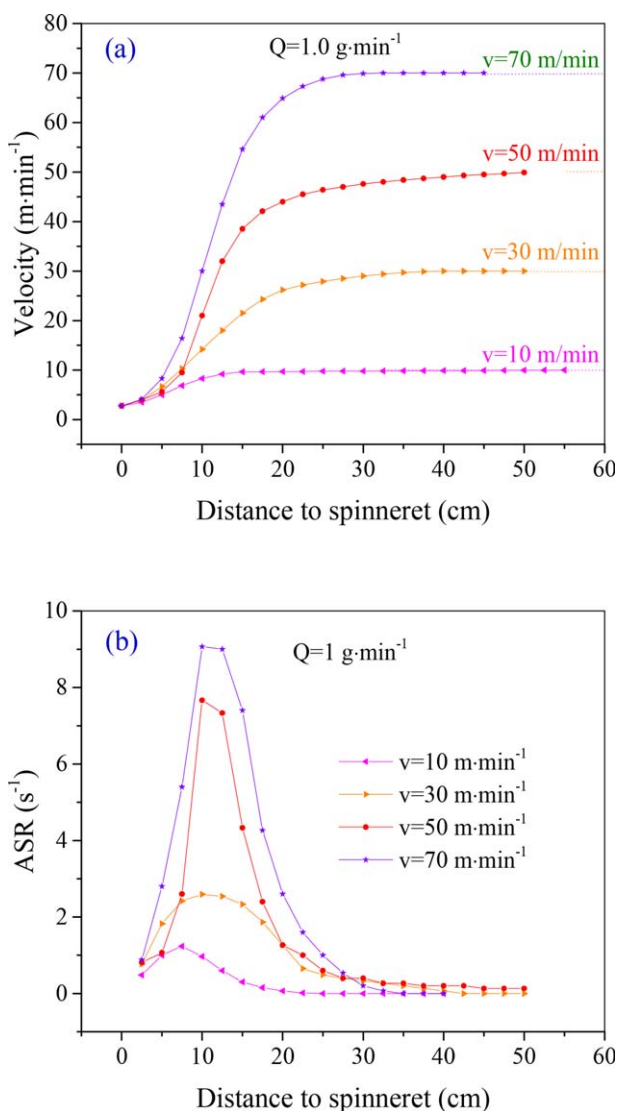 (a)
Q=1.0 g·min⁻¹
v=70 m/min
v=50 m/min
v=30 m/min
v=10 m/min
80
70
60
50
40
30
20
10
0
Velocity (m·min⁻¹)
0 10 20 30 40 50 60
Distance to spinneret (cm)
(b)
Q=1 g·min⁻¹
v=10 m·min⁻¹
v=30 m·min⁻¹
v=50 m·min⁻¹
v=70 m·min⁻¹
10
8
6
4
2
0
ASR (s⁻¹)
0 10 20 30 40 50 60
Distance to spinneret (cm)